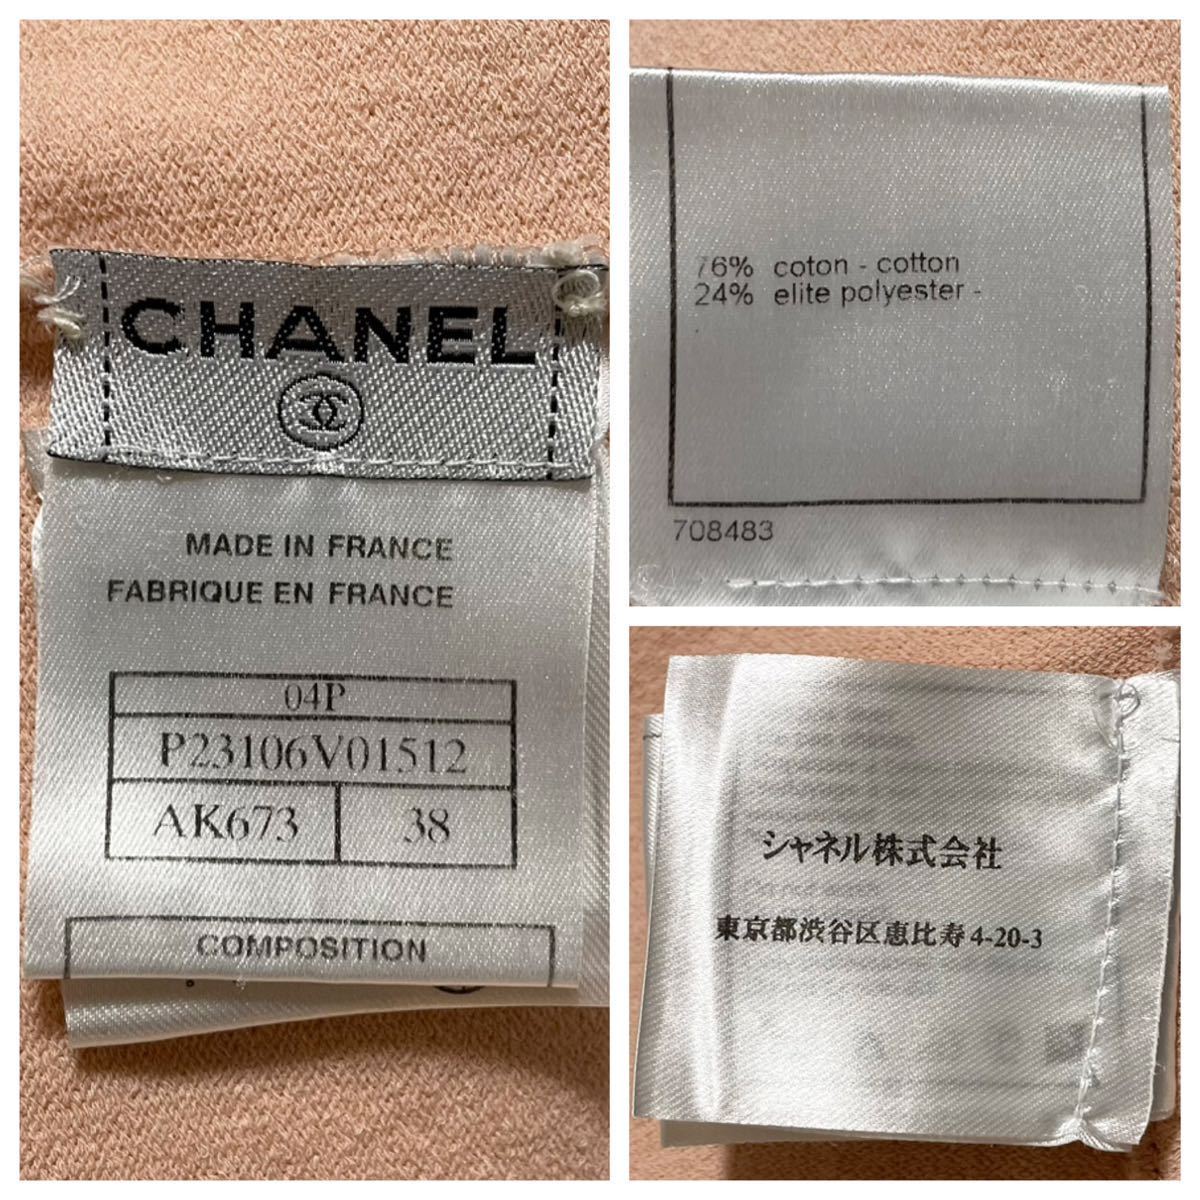 CHANEL
MADE IN FRANCE
FABRIQUE EN FRANCE
04P
P23106V01512
AK673 38
COMPOSITION
76% coton - cotton
24% elite polyester -
708483
シャネル株式会社
東京都渋谷区恵比寿4-20-3